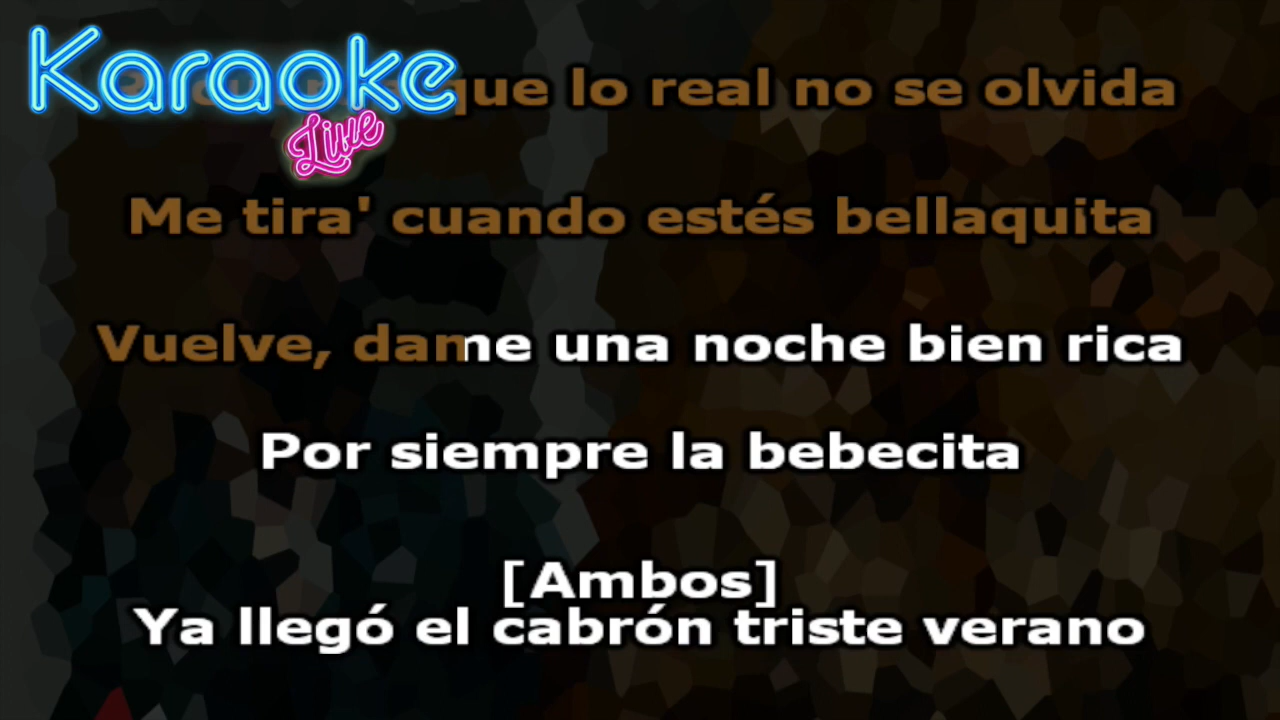 Karaoke
Live
que lo real no se olvida
Me tira' cuando estés bellaquita
Vuelve, dame una noche bien rica
Por siempre la bebecita
[Ambos]
Ya llegó el cabrón triste verano